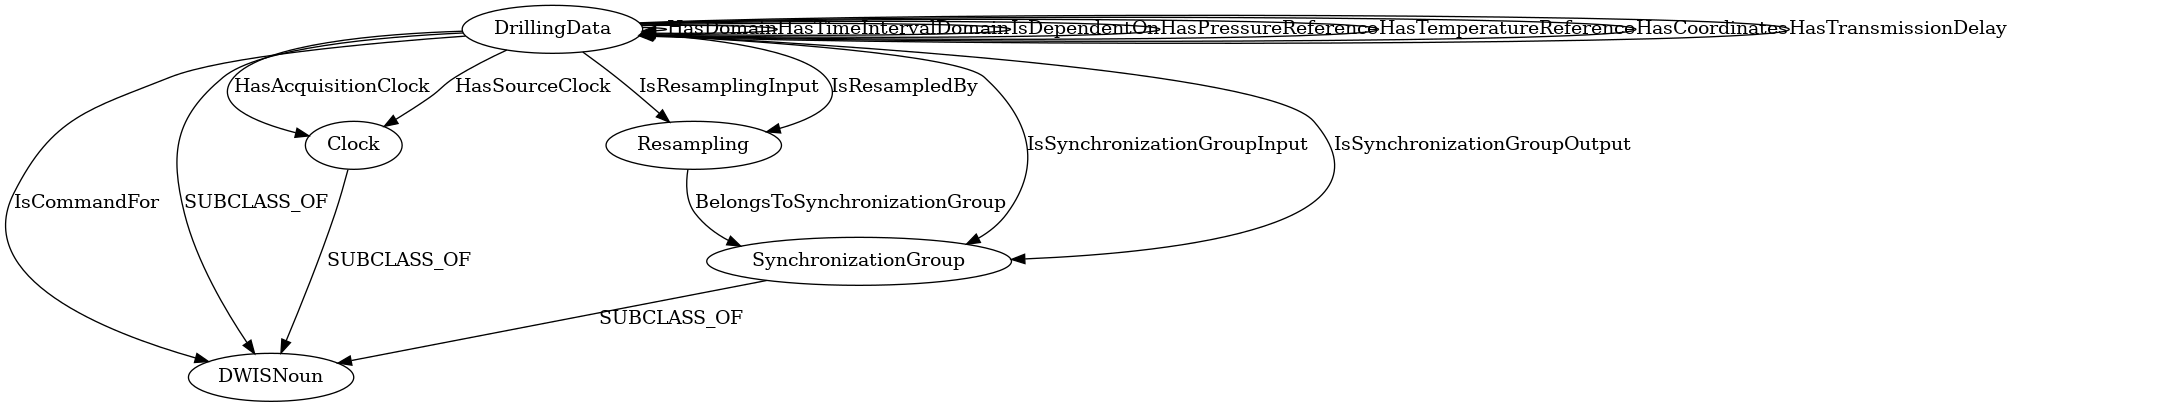 DrillingData
HasDomain
HasTimeIntervalDomain
IsDependentOn
HasPressureReference
HasTemperatureReference
HasCoordinates
HasTransmissionDelay
HasAcquisitionClock
HasSourceClock
IsResamplingInput
IsResampledBy
Clock
Resampling
IsSynchronizationGroupInput
IsSynchronizationGroupOutput
IsCommandFor
SUBCLASS_OF
BelongsToSynchronizationGroup
SUBCLASS_OF
SynchronizationGroup
SUBCLASS_OF
DWISNoun